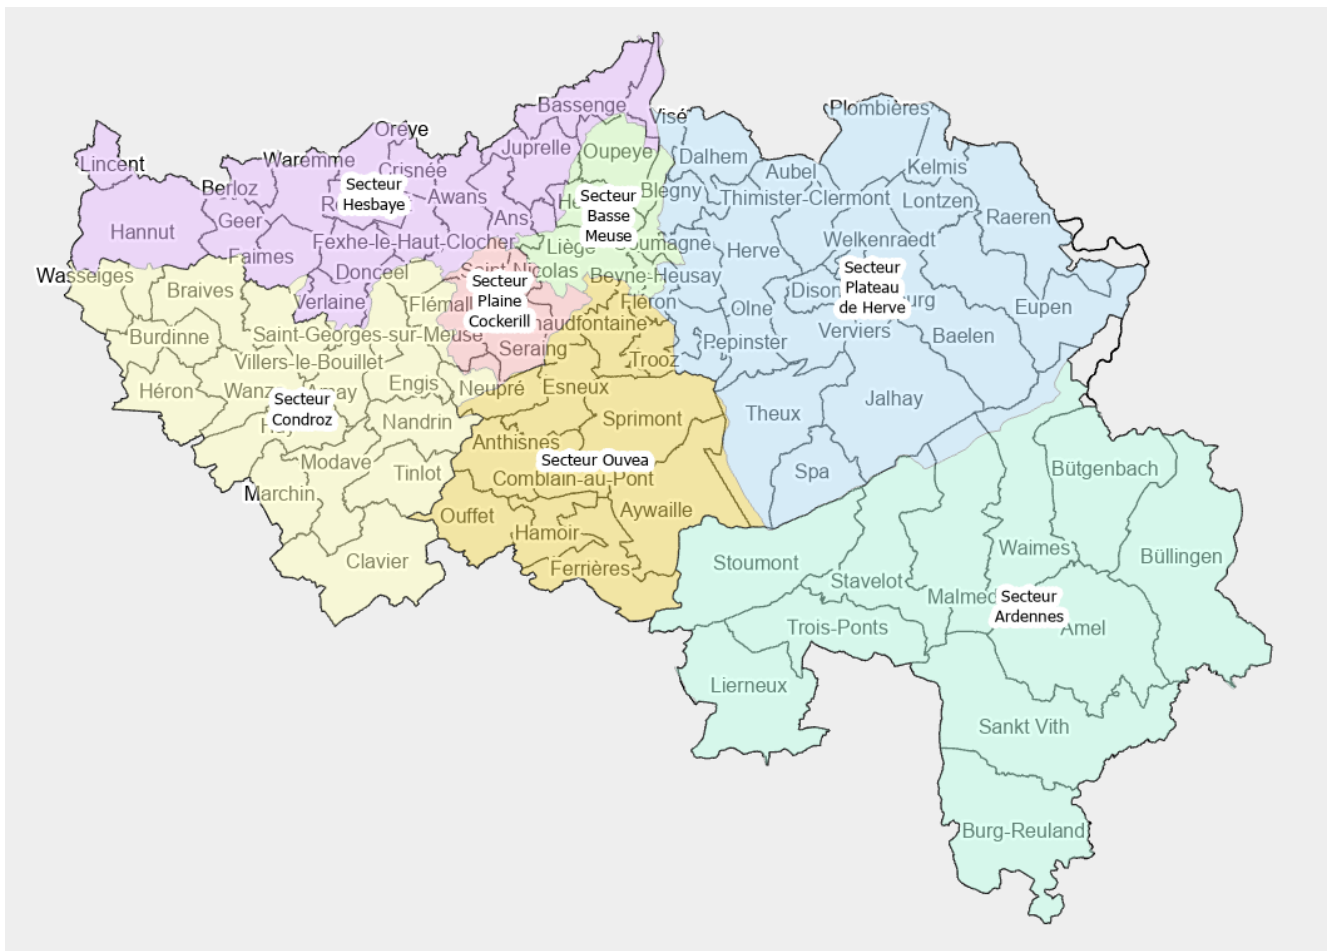 Bassenge
Visé
Plombières
Oreye
Juprelle
Oupeye
Dalhem
Lincent
Waremme
Crisnée
Aubel
Kelmis
Berloz
Secteur
Hesbaye
Awans
Secteur
Basse
Meuse
Blegny
Thimister-Clermont
Lontzen
Geer
Ans
Raeren
Hannut
Fexhe-le-Haut-Clocher
Liège
Herve
Welkenraedt
Faimes
Donceel
Saint-Nicolas
Beyne-Heusay
Secteur
Plateau
de Herve
Wasseiges
Braives
Verlaine
Secteur
Plaine
Cockerill
Fléron
Olne
Eupen
Burdinne
Saint-Georges-sur-Meuse
Seraing
Pepinster
Verviers
Baelen
Villers-le-Bouillet
Trooz
Héron
Engis
Neupré
Esneux
Jalhay
Secteur
Condroz
Nandrin
Sprimont
Theux
Anthisnes
Modave
Tinlot
Secteur Ouvea
Comblain-au-Pont
Spa
Bütgenbach
Marchin
Ouffet
Aywaille
Hamoir
Clavier
Ferrières
Stoumont
Waimes
Büllingen
Stavelot
Secteur
Ardennes
Trois-Ponts
Amel
Lierneux
Sankt Vith
Burg-Reuland